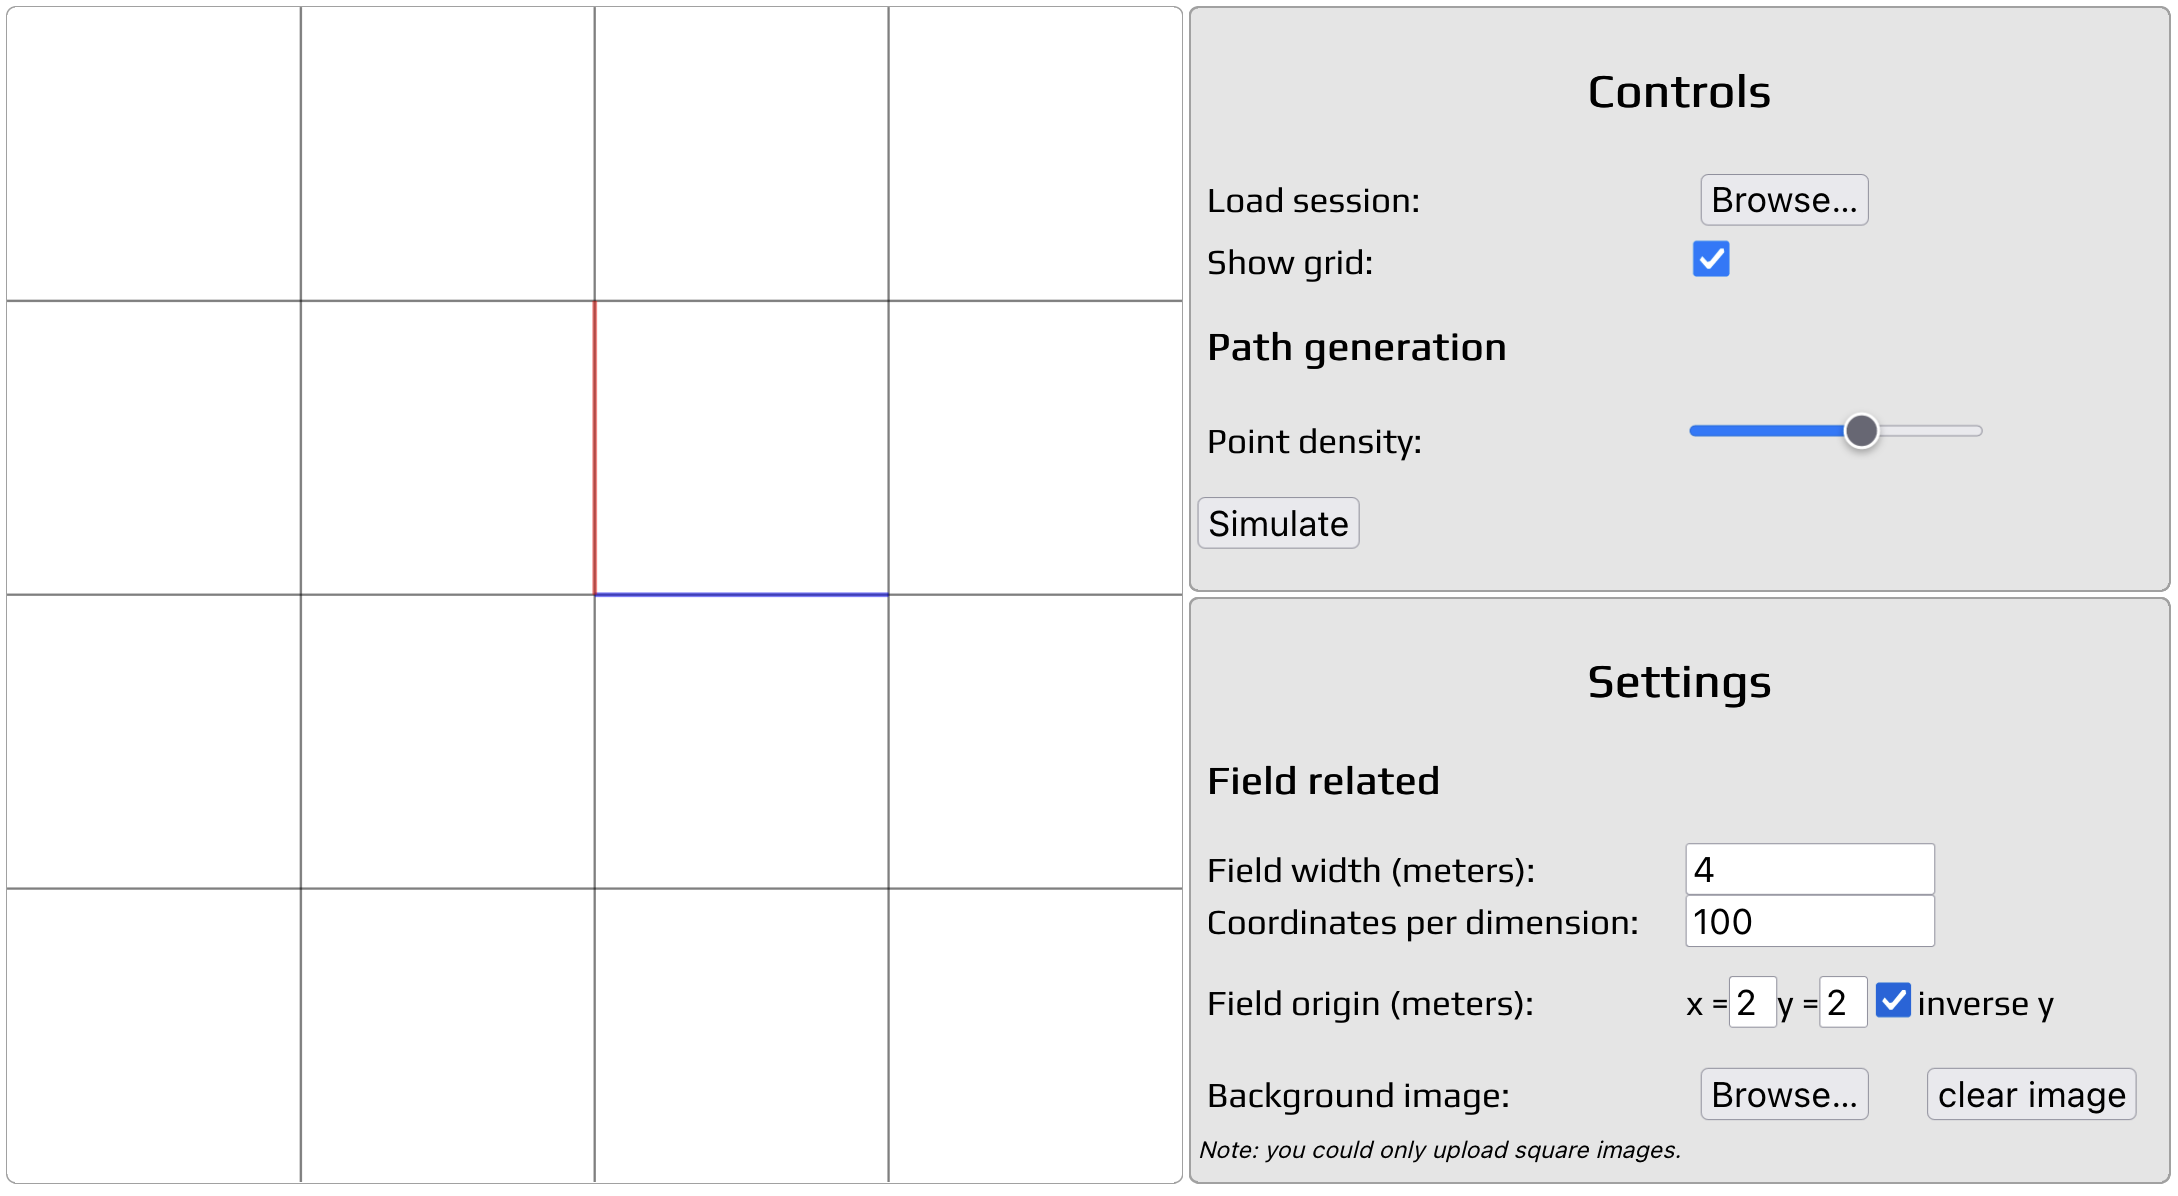 Controls
Load session: Browse...
Show grid:
Path generation
Point density:
Simulate
Settings
Field related
Field width (meters): 4
Coordinates per dimension: 100
Field origin (meters): x = 2 y = 2 inverse y
Background image: Browse... clear image
Note: you could only upload square images.